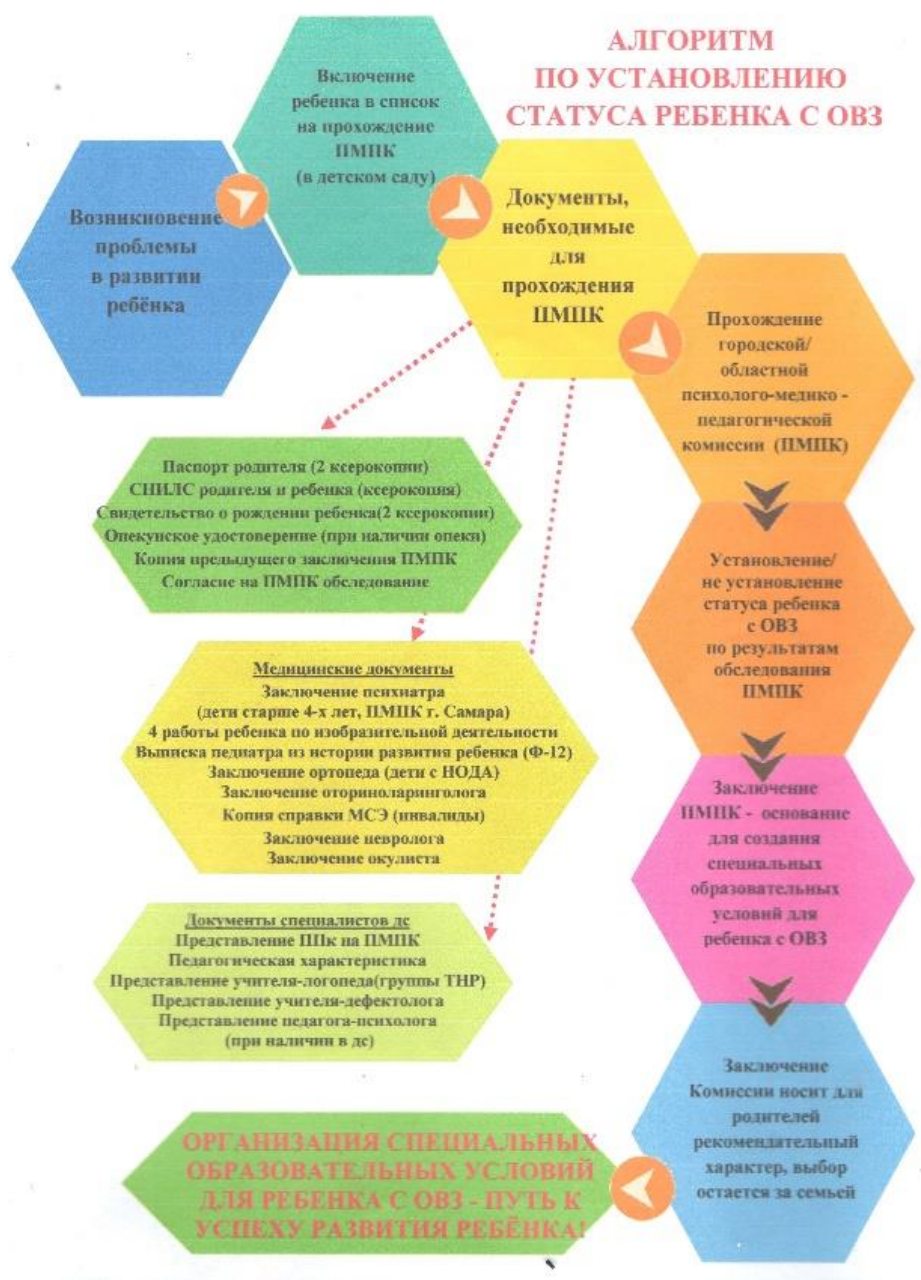 АЛГОРИТМ
ПО УСТАНОВЛЕНИЮ
СТАТУСА РЕБЕНКА С ОВЗ
Возникновение
проблемы
в развитии
ребёнка
Включение
ребенка в список
на прохождение
ПМПК
(в детском саду)
Документы,
необходимые
для
прохождения
ПМПК
Прохождение
городской/
областной
психолого-медико -
педагогической
комиссии (ПМПК)
Паспорт родителя (2 ксерокопии)
СНИЛС родителя и ребенка (ксерокопия)
Свидетельство о рождении ребенка(2 ксерокопии)
Опекунское удостоверение (при наличии опеки)
Копия предыдущего заключения ПМПК
Согласие на ПМПК обследование
Медицинские документы
Заключение психиатра
(дети старше 4-х лет, ПМПК г. Самара)
4 работы ребенка по изобразительной деятельности
Выписка педиатра из истории развития ребенка (Ф-12)
Заключение ортопеда (дети с НОДА)
Заключение оториноларинголога
Копия справки МСЭ (инвалиды)
Заключение невролога
Заключение окулиста
Документы специалистов дс
Представление ППк на ПМПК
Педагогическая характеристика
Представление учителя-логопеда(группы ТНР)
Представление учителя-дефектолога
Представление педагога-психолога
(при наличии в дс)
Установление/
не установление
статуса ребенка
с ОВЗ
по результатам
обследования
ПМПК
Заключение
ПМПК - основание
для создания
специальных
образовательных
условий для
ребенка с ОВЗ
Заключение
Комиссии носит для
родителей
рекомендательный
характер, выбор
остается за семьей
ОРГАНИЗАЦИЯ СПЕЦИАЛЬНЫХ
ОБРАЗОВАТЕЛЬНЫХ УСЛОВИЙ
ДЛЯ РЕБЕНКА С ОВЗ - ПУТЬ К
УСПЕХУ РАЗВИТИЯ РЕБЁНКА!